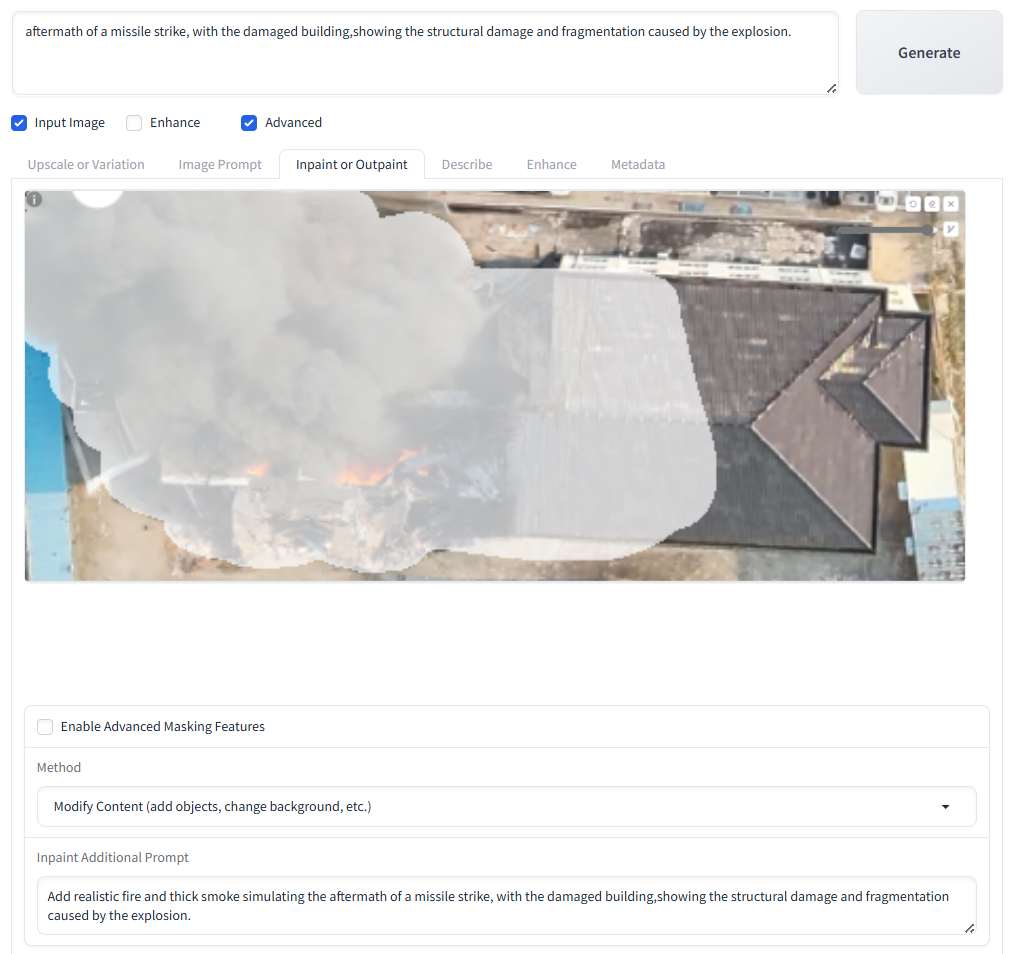 aftermath of a missile strike, with the damaged building,showing the structural damage and fragmentation caused by the explosion.
Generate
Input Image
Enhance
Advanced
Upscale or Variation
Image Prompt
Inpaint or Outpaint
Describe
Enhance
Metadata
Enable Advanced Masking Features
Method
Modify Content (add objects, change background, etc.)
Inpaint Additional Prompt
Add realistic fire and thick smoke simulating the aftermath of a missile strike, with the damaged building,showing the structural damage and fragmentation
caused by the explosion.